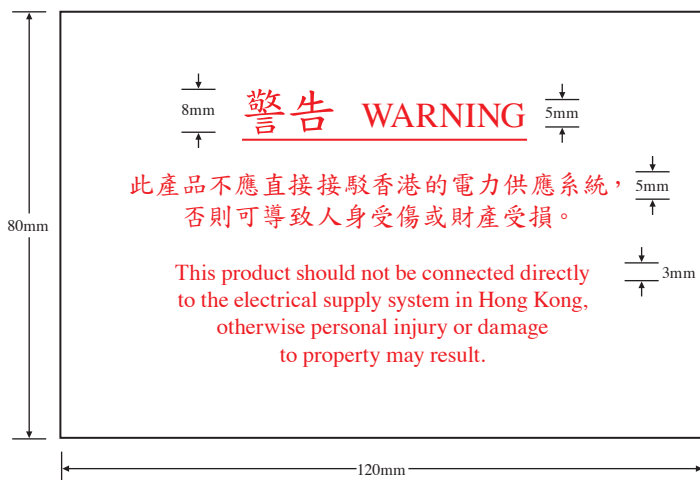 8mm
警告 WARNING
5mm
此產品不應直接接駁香港的電力供應系統，
5mm
否則可導致人身受傷或財產受損。
80mm
This product should not be connected directly
3mm
to the electrical supply system in Hong Kong,
otherwise personal injury or damage
to property may result.
120mm